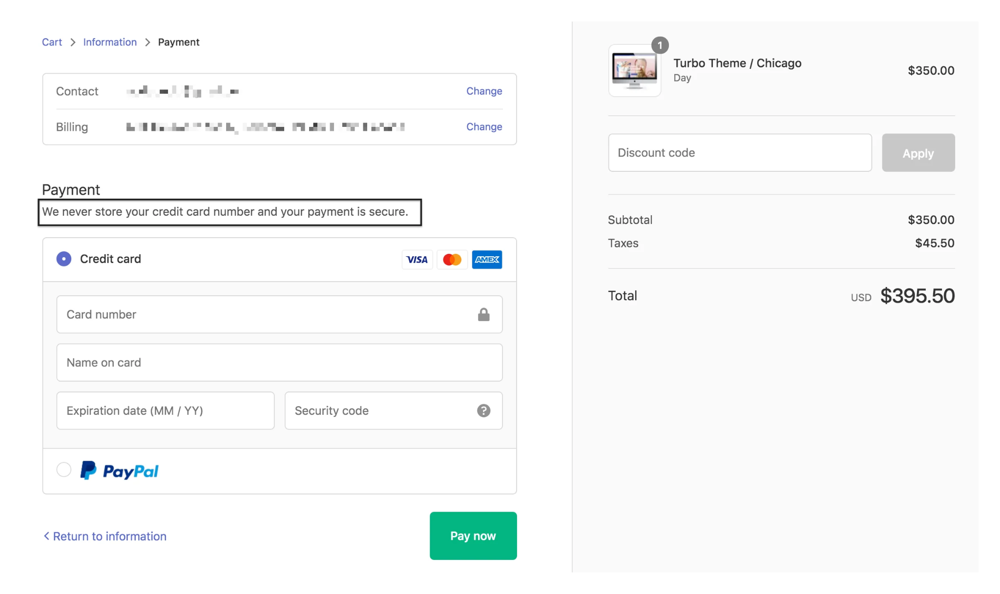 Cart > Information > Payment
Contact Change
Billing Change
Payment
We never store your credit card number and your payment is secure.
Credit card VISA AMEX
Card number
Name on card
Expiration date (MM / YY) Security code ?
PayPal
< Return to information Pay now
1
Turbo Theme / Chicago $350.00
Day
Discount code Apply
Subtotal $350.00
Taxes $45.50
Total USD $395.50